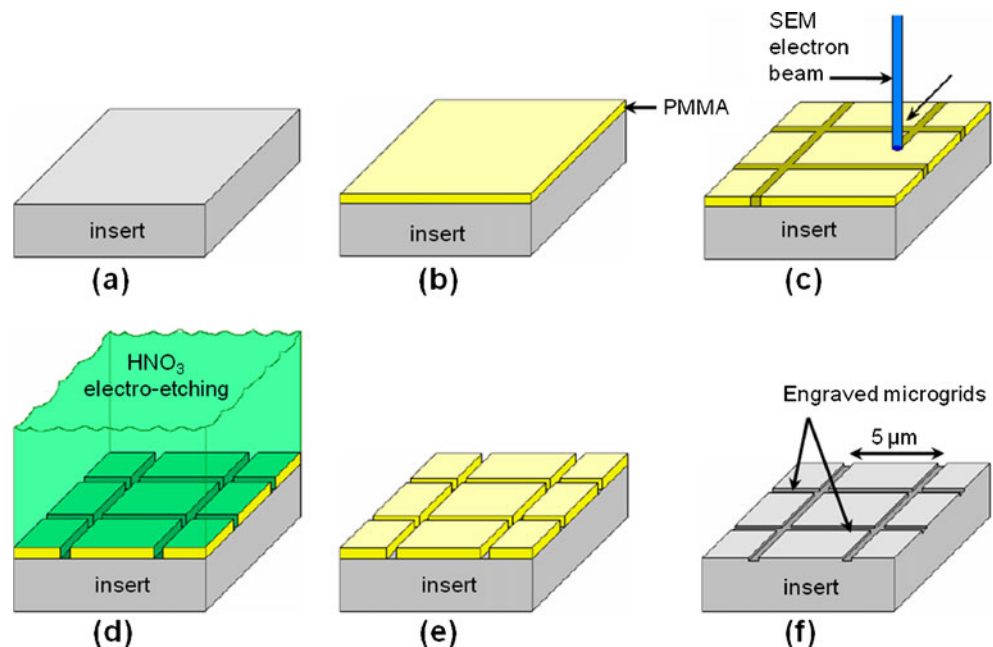 SEM
electron
beam
PMMA
insert
insert
insert
(a)
(b)
(c)
HNO₃
electro-etching
Engraved microgrids
5 µm
insert
insert
insert
(d)
(e)
(f)